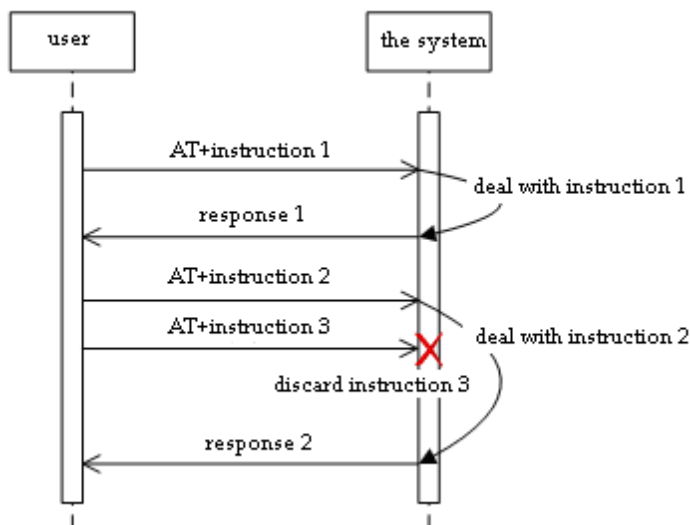 user
the system
AT+instruction 1
deal with instruction 1
response 1
AT+instruction 2
AT+instruction 3
deal with instruction 2
discard instruction 3
response 2